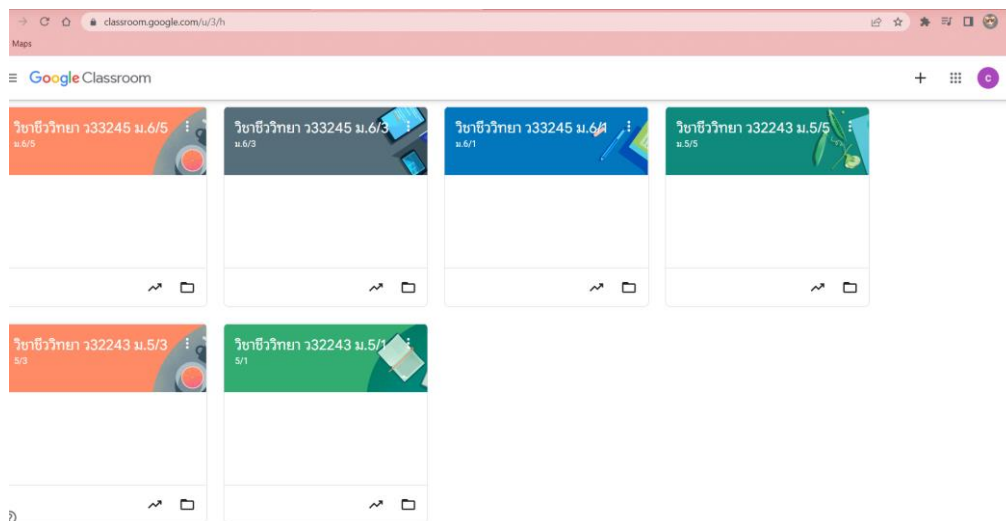 classroom.google.com/u/3/h
Maps
Google Classroom
C
วิชาชีววิทยา ว33245 ม.6/5
ม.6/5
วิชาชีววิทยา ว33245 ม.6/3
ม.6/3
วิชาชีววิทยา ว33245 ม.6/1
ม.6/1
วิชาชีววิทยา ว32243 ม.5/5
ม.5/5
วิชาชีววิทยา ว32243 ม.5/3
5/3
วิชาชีววิทยา ว32243 ม.5/1
5/1